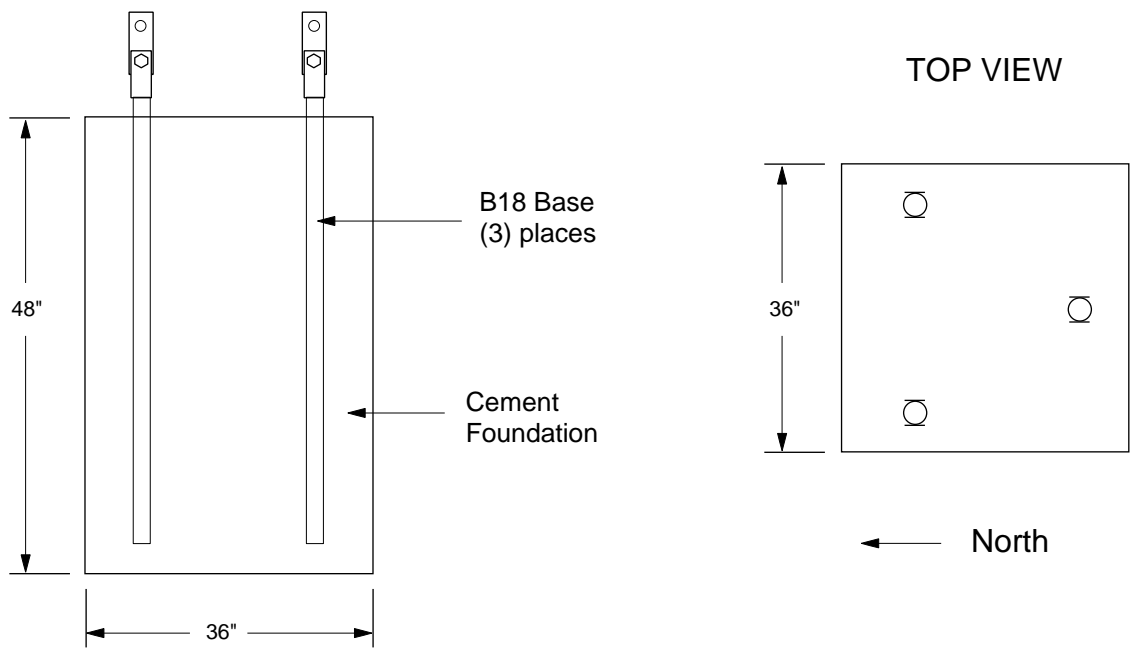 TOP VIEW
B18 Base
(3) places
48"
36"
Cement
Foundation
North
36"